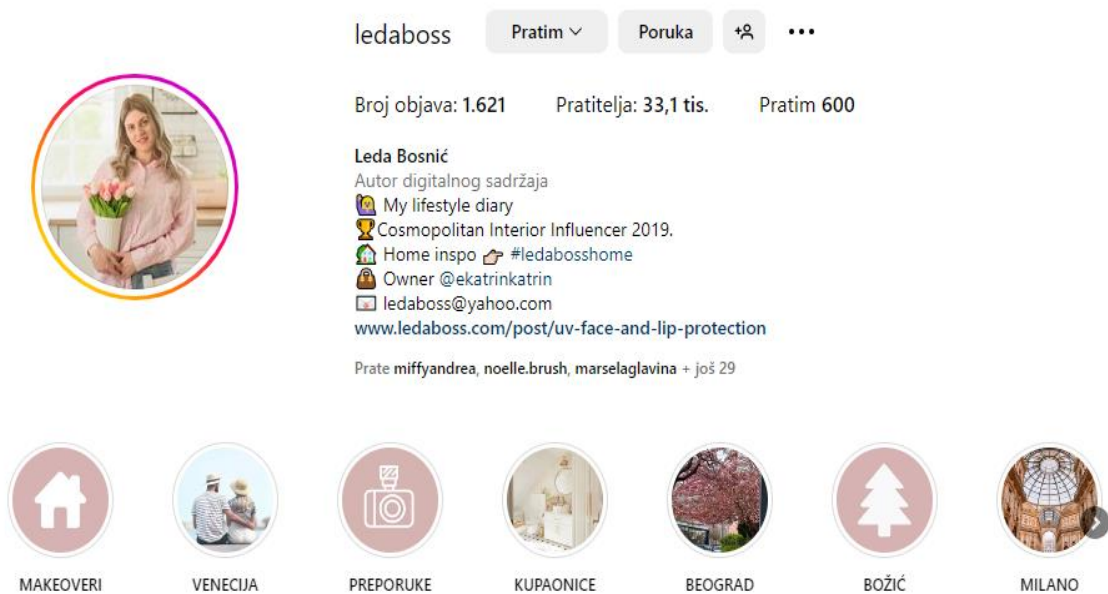 ledaboss Pratim Poruka
Broj objava: 1.621 Pratitelja: 33,1 tis. Pratim 600
Leda Bosnić
Autor digitalnog sadržaja
🙋‍♀️ My lifestyle diary
🏆Cosmopolitan Interior Influencer 2019.
🏡 Home inspo 👉🏻 #ledabosshome
👜 Owner @ekatrinkatrin
💌 ledaboss@yahoo.com
www.ledaboss.com/post/uv-face-and-lip-protection
Prate miffyandrea, noelle.brush, marselaglavina + još 29
MAKEOVERI VENECIJA PREPORUKE KUPAONICE BEOGRAD BOŽIĆ MILANO